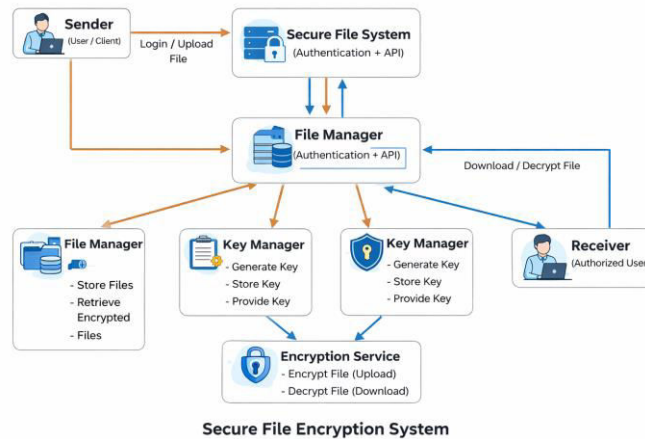 Sender
(User / Client)
Login / Upload
File
Secure File System
(Authentication + API)
File Manager
(Authentication + API)
Download / Decrypt File
File Manager
- Store Files
- Retrieve
Encrypted
- Files
Key Manager
- Generate Key
- Store Key
- Provide Key
Key Manager
- Generate Key
- Store Key
- Provide Key
Receiver
(Authorized User
Encryption Service
- Encrypt File (Upload)
- Decrypt File (Download)
Secure File Encryption System